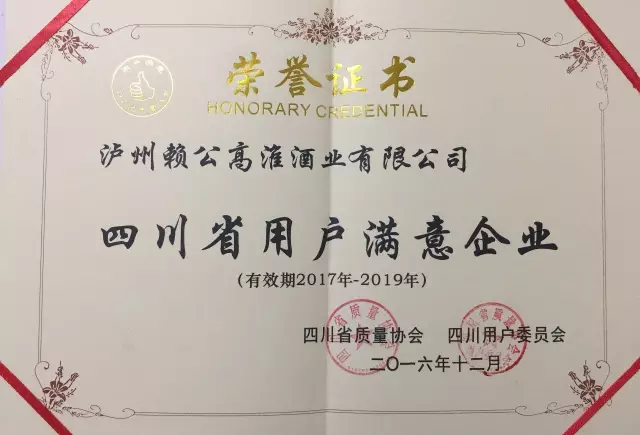 荣誉证书
HONORARY CREDENTIAL
泸州赖公高淮酒业有限公司
四川省用户满意企业
(有效期2017年-2019年)
四川省质量协会 四川用户委员会
二〇一六年十二月